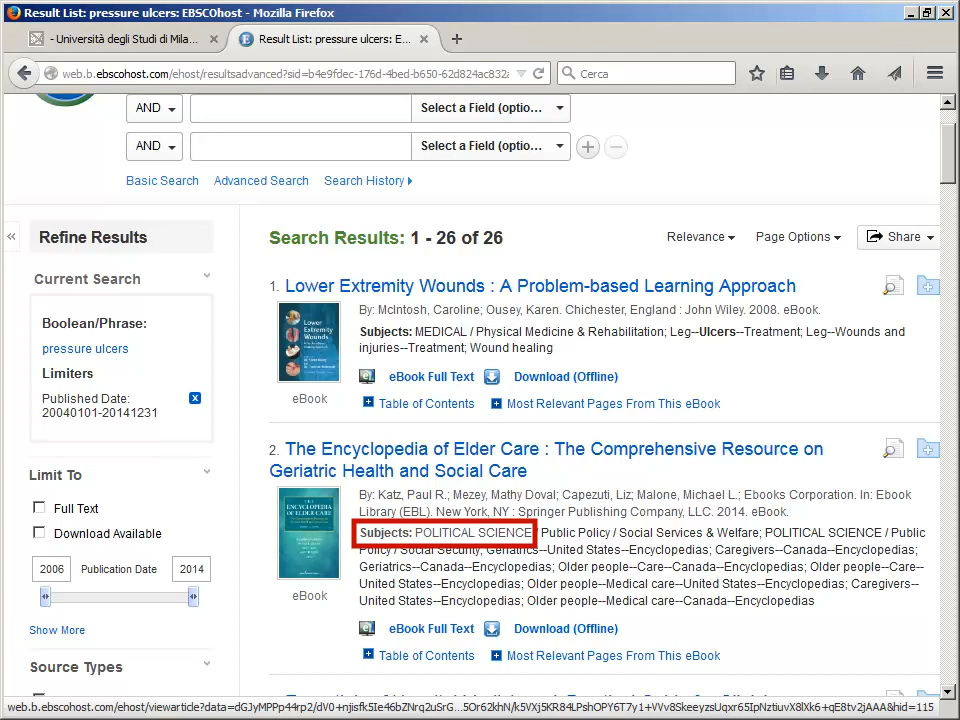 Result List: pressure ulcers: EBSCOhost - Mozilla Firefox
- Università degli Studi di Mila...
Result List: pressure ulcers: E...
web.b.ebscohost.com/ehost/resultsadvanced?sid=b4e9fdec-176d-4bed-b650-62d824ac832
Cerca
AND
Select a Field (optio...
AND
Select a Field (optio...
Basic Search
Advanced Search
Search History
Refine Results
Current Search
Boolean/Phrase:
pressure ulcers
Limiters
Published Date:
20040101-20141231
Limit To
Full Text
Download Available
2006
Publication Date
2014
Show More
Source Types
Search Results: 1 - 26 of 26
Relevance
Page Options
Share
1. Lower Extremity Wounds : A Problem-based Learning Approach
Lower
Extremity
Wounds
eBook
By: McIntosh, Caroline; Ousey, Karen. Chichester, England : John Wiley. 2008. eBook.
Subjects: MEDICAL / Physical Medicine & Rehabilitation; Leg--Ulcers--Treatment; Leg--Wounds and
injuries--Treatment; Wound healing
eBook Full Text
Download (Offline)
Table of Contents
Most Relevant Pages From This eBook
2. The Encyclopedia of Elder Care : The Comprehensive Resource on
Geriatric Health and Social Care
THE
ENCYCLOPEDIA
OF ELDER CARE
eBook
By: Katz, Paul R.; Mezey, Mathy Doval; Capezuti, Liz; Malone, Michael L.; Ebooks Corporation. In: Ebook
Library (EBL). New York, NY : Springer Publishing Company, LLC. 2014. eBook.
Subjects: POLITICAL SCIENCE / Public Policy / Social Services & Welfare; POLITICAL SCIENCE / Public
Policy / Social Security; Geriatrics--United States--Encyclopedias; Caregivers--Canada--Encyclopedias;
Geriatrics--Canada--Encyclopedias; Older people--Care--Canada--Encyclopedias; Older people--Care--
United States--Encyclopedias; Older people--Medical care--United States--Encyclopedias; Caregivers--
United States--Encyclopedias; Older people--Medical care--Canada--Encyclopedias
eBook Full Text
Download (Offline)
Table of Contents
Most Relevant Pages From This eBook